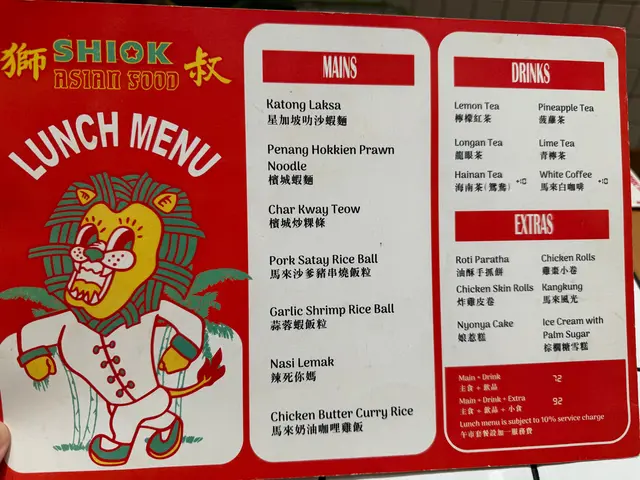 獅 SHIOK 叔
ASIAN FOOD
LUNCH MENU
MAINS
Katong Laksa
星加坡叻沙蝦麵
Penang Hokkien Prawn
Noodle
檳城蝦麵
Char Kway Teow
檳城炒粿條
Pork Satay Rice Ball
馬來沙爹豬串燒飯粒
Garlic Shrimp Rice Ball
蒜蓉蝦飯粒
Nasi Lemak
辣死你媽
Chicken Butter Curry Rice
馬來奶油咖哩雞飯
DRINKS
Lemon Tea
檸檬紅茶
Pineapple Tea
菠蘿茶
Longan Tea
龍眼茶
Lime Tea
青檸茶
Hainan Tea +10
海南茶(鴛鴦)
White Coffee +10
馬來白咖啡
EXTRAS
Roti Paratha
油酥手抓餅
Chicken Rolls
雞棗小卷
Chicken Skin Rolls
炸雞皮卷
Kangkung
馬來風光
Nyonya Cake
娘惹糕
Ice Cream with
Palm Sugar
棕櫚糖雪糕
Main + Drink 72
主食 + 飲品
Main + Drink + Extra 92
主食 + 飲品 + 小食
Lunch menu is subject to 10% service charge
午市套餐設加一服務費